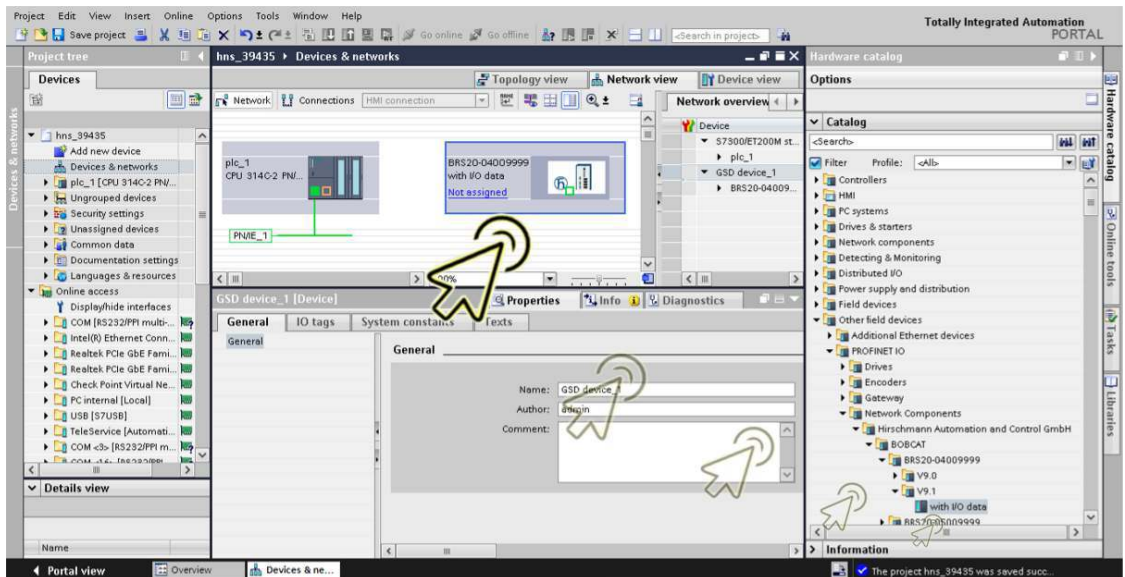 Project Edit View Insert Online Options Tools Window Help
Totally Integrated Automation
PORTAL
Save project
Go online
Go offline
<Search in project>
Project tree
hns_39435 ▸ Devices & networks
Hardware catalog
Devices
Topology view
Network view
Device view
Options
Network
Connections
HMI connection
Network overview
Catalog
<Search>
Filter
Profile:
<All>
hns_39435
Add new device
Devices & networks
plc_1 [CPU 314C-2 PN/...
Ungrouped devices
Security settings
Unassigned devices
Common data
Documentation settings
Languages & resources
Online access
Display/hide interfaces
COM [RS232/PPI multi-...
Intel(R) Ethernet Conn...
Realtek PCIe GbE Fami...
Realtek PCIe GbE Fami...
Check Point Virtual Ne...
PC internal [Local]
USB [S7USB]
TeleService [Automati...
COM <3> [RS232/PPI m...
Details view
Name
plc_1
CPU 314C-2 PN/...
BRS20-04009999
with I/O data
Not assigned
PN/IE_1
Device
S7300/ET200M st...
plc_1
GSD device_1
BRS20-04009...
GSD device_1 [Device]
Properties
Info
Diagnostics
General
IO tags
System constants
Texts
General
General
Name:
GSD device_1
Author:
admin
Comment:
Controllers
HMI
PC systems
Drives & starters
Network components
Detecting & Monitoring
Distributed I/O
Power supply and distribution
Field devices
Other field devices
Additional Ethernet devices
PROFINET IO
Drives
Encoders
Gateway
Network Components
Hirschmann Automation and Control GmbH
BOBCAT
BRS20-04009999
V9.0
V9.1
with I/O data
Information
Devices & networks
Hardware catalog
Online tools
Tasks
Libraries
Portal view
Overview
Devices & ne...
The project hns_39435 was saved succ...